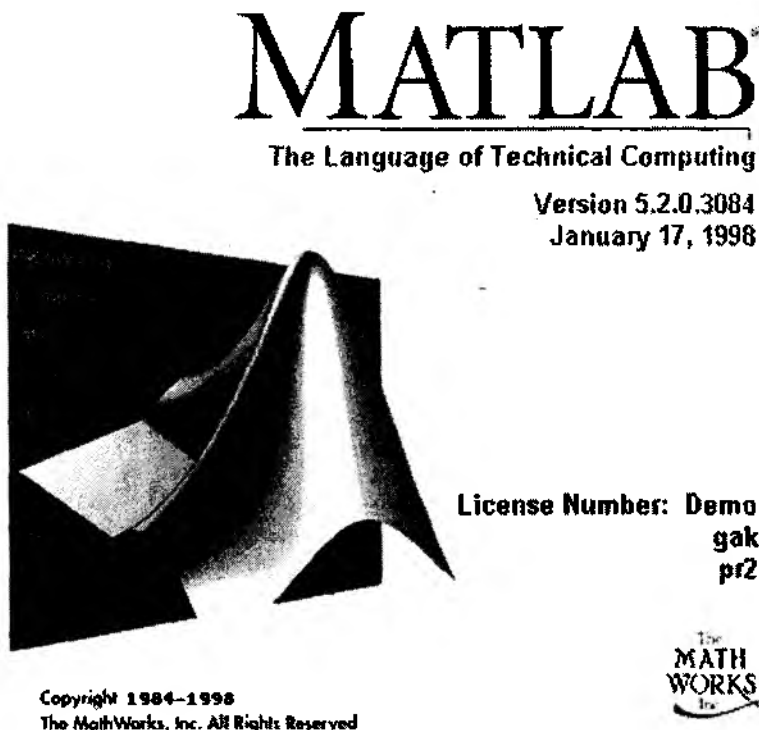 MATLAB®
The Language of Technical Computing
Version 5.2.0.3084
January 17, 1998
License Number: Demo
gak
pr2
The
MATH
WORKS
Inc
Copyright 1984–1998
The MathWorks, Inc. All Rights Reserved